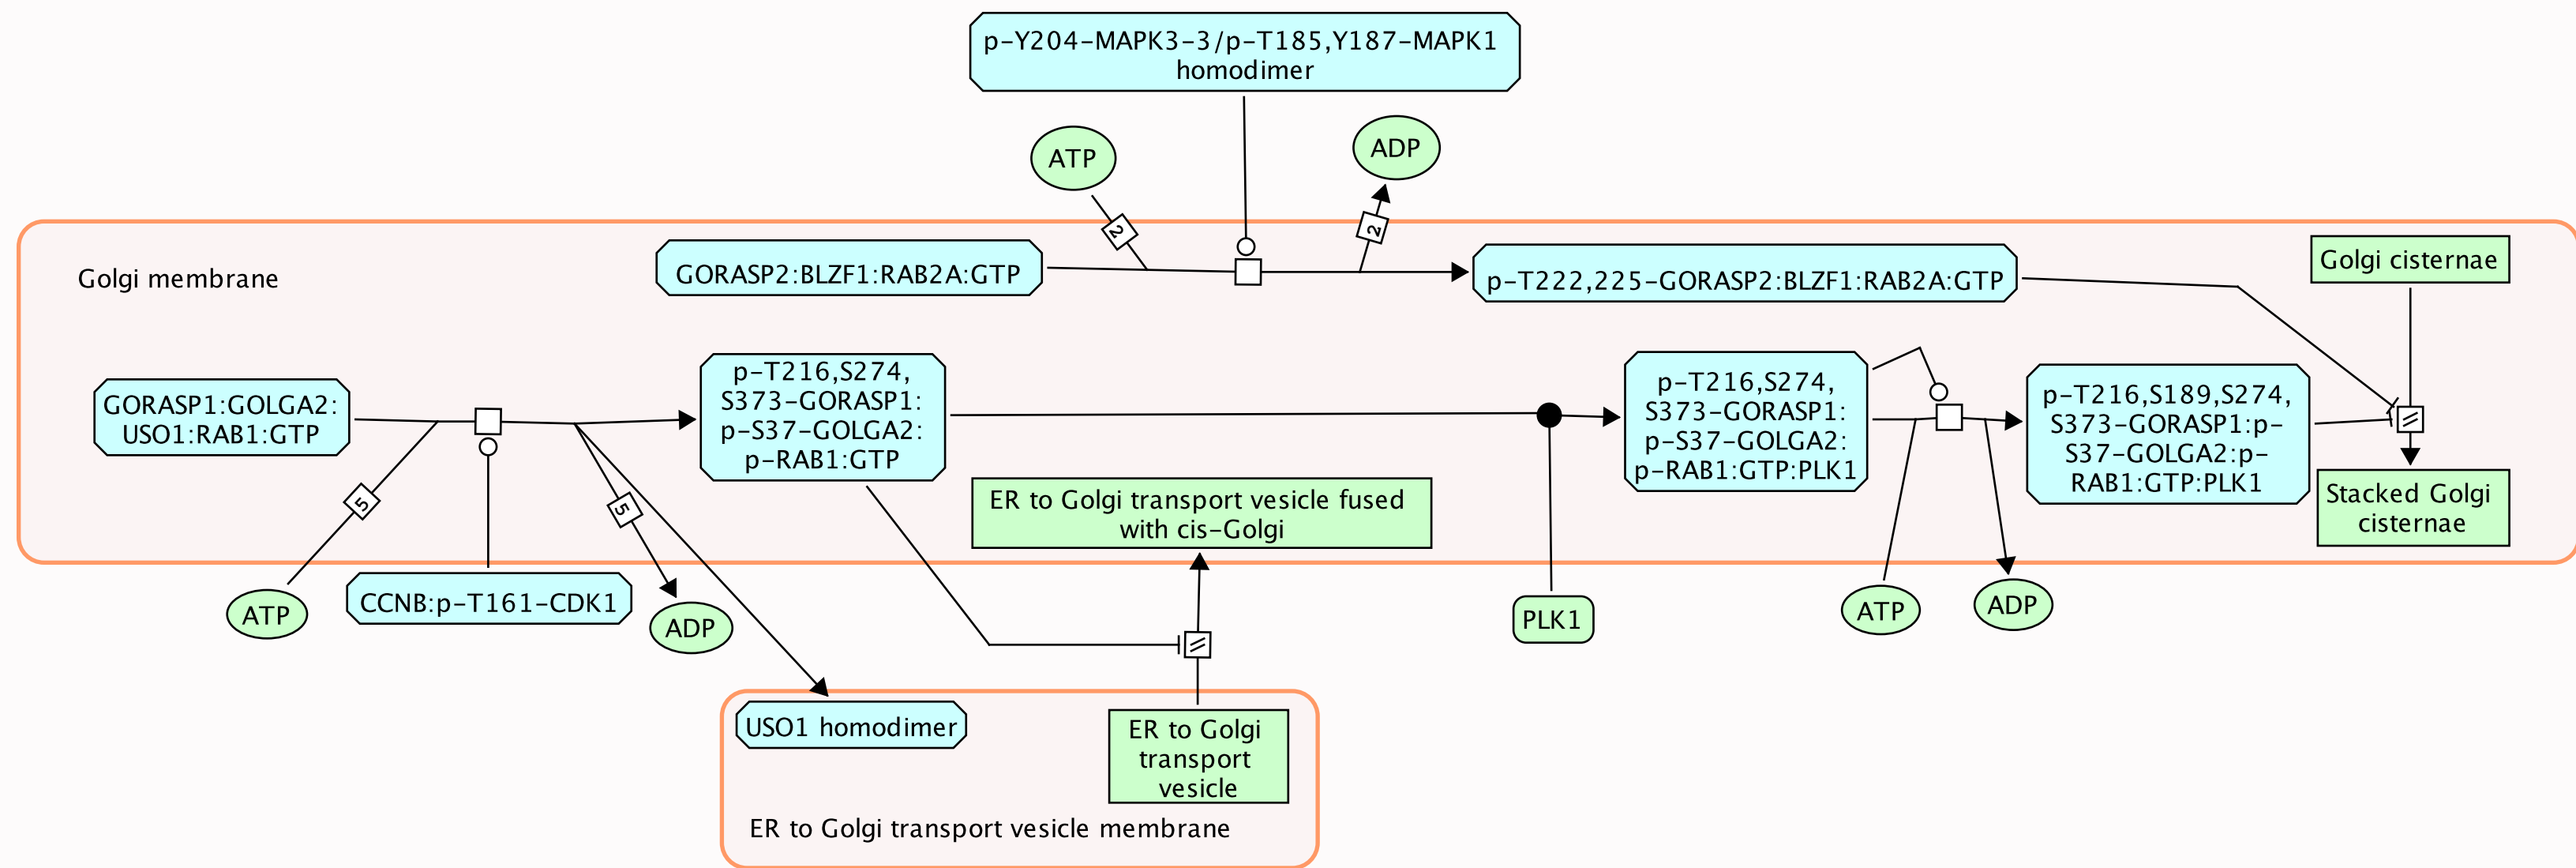 p-Y204-MAPK3-3/p-T185,Y187-MAPK1
homodimer
ATP
ADP
2
2
Golgi membrane
GORASP2:BLZF1:RAB2A:GTP
p-T222,225-GORASP2:BLZF1:RAB2A:GTP
Golgi cisternae
GORASP1:GOLGA2:
USO1:RAB1:GTP
p-T216,S274,
S373-GORASP1:
p-S37-GOLGA2:
p-RAB1:GTP
p-T216,S274,
S373-GORASP1:
p-S37-GOLGA2:
p-RAB1:GTP:PLK1
p-T216,S189,S274,
S373-GORASP1:p-
S37-GOLGA2:p-
RAB1:GTP:PLK1
Stacked Golgi
cisternae
5
5
ER to Golgi transport vesicle fused
with cis-Golgi
ATP
CCNB:p-T161-CDK1
ADP
PLK1
ATP
ADP
USO1 homodimer
ER to Golgi
transport
vesicle
ER to Golgi transport vesicle membrane